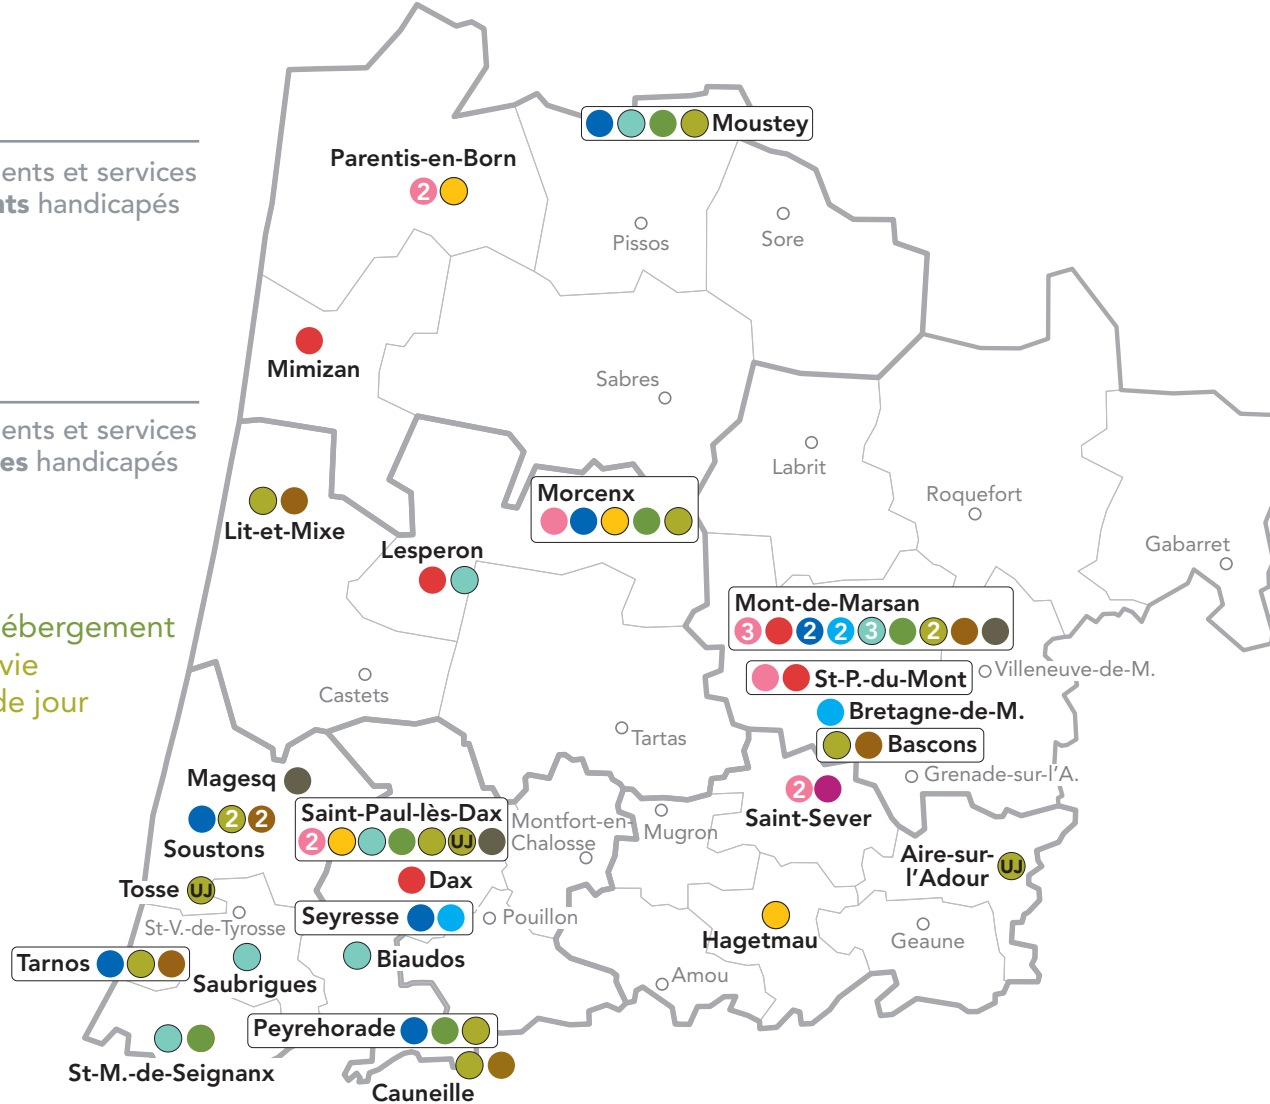 Moustey
ents et services
nts handicapés
Parentis-en-Born
2
Pissos
Sore
Mimizan
Sabres
ents et services
es handicapés
Labrit
Roquefort
Gabarret
Lit-et-Mixe
Morcenx
Lesperon
ébergement
vie
de jour
Mont-de-Marsan
3 2 2 3 2
St-P.-du-Mont
Villeneuve-de-M.
Castets
Bretagne-de-M.
Tartas
Bascons
Grenade-sur-l'A.
Magesq
2 2
Soustons
Saint-Paul-lès-Dax
2 UJ
Montfort-en-
Chalosse
Mugron
2
Saint-Sever
Aire-sur-
l'Adour
UJ
Dax
Tosse UJ
St-V.-de-Tyrosse
Seyresse
Pouillon
Hagetmau
Geaune
Tarnos
Saubrigues
Biaudos
Amou
Peyrehorade
St-M.-de-Seignanx
Cauneille